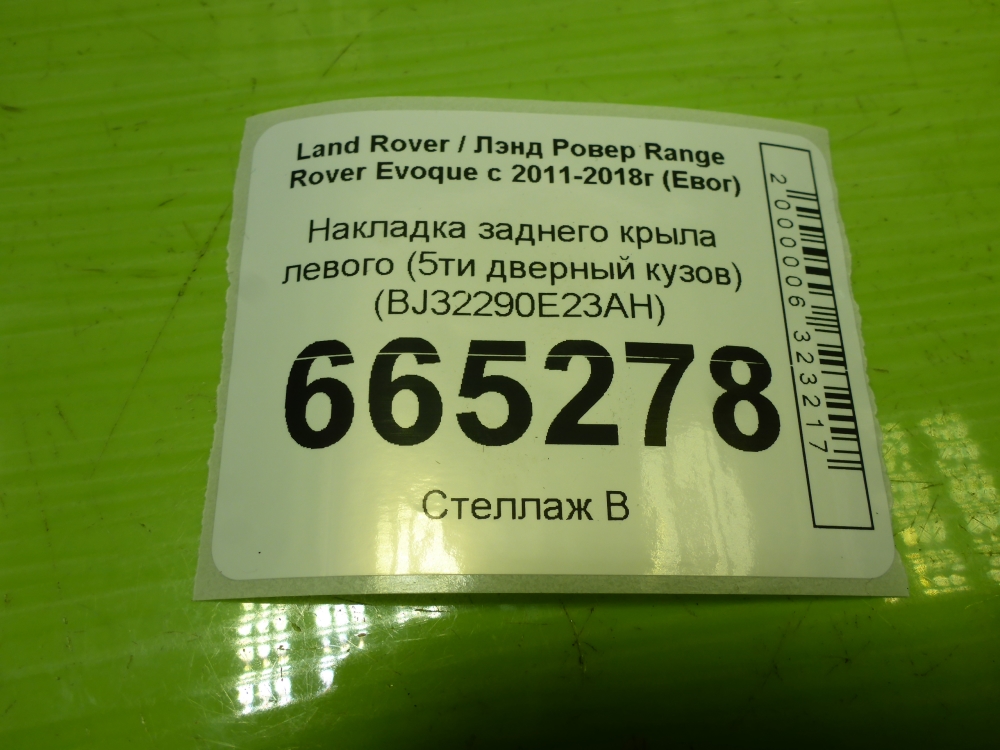 Land Rover / Лэнд Ровер Range
Rover Evoque с 2011-2018г (Евог)
Накладка заднего крыла
левого (5ти дверный кузов)
(BJ32290E23AH)
665278
Стеллаж В
2000006323217